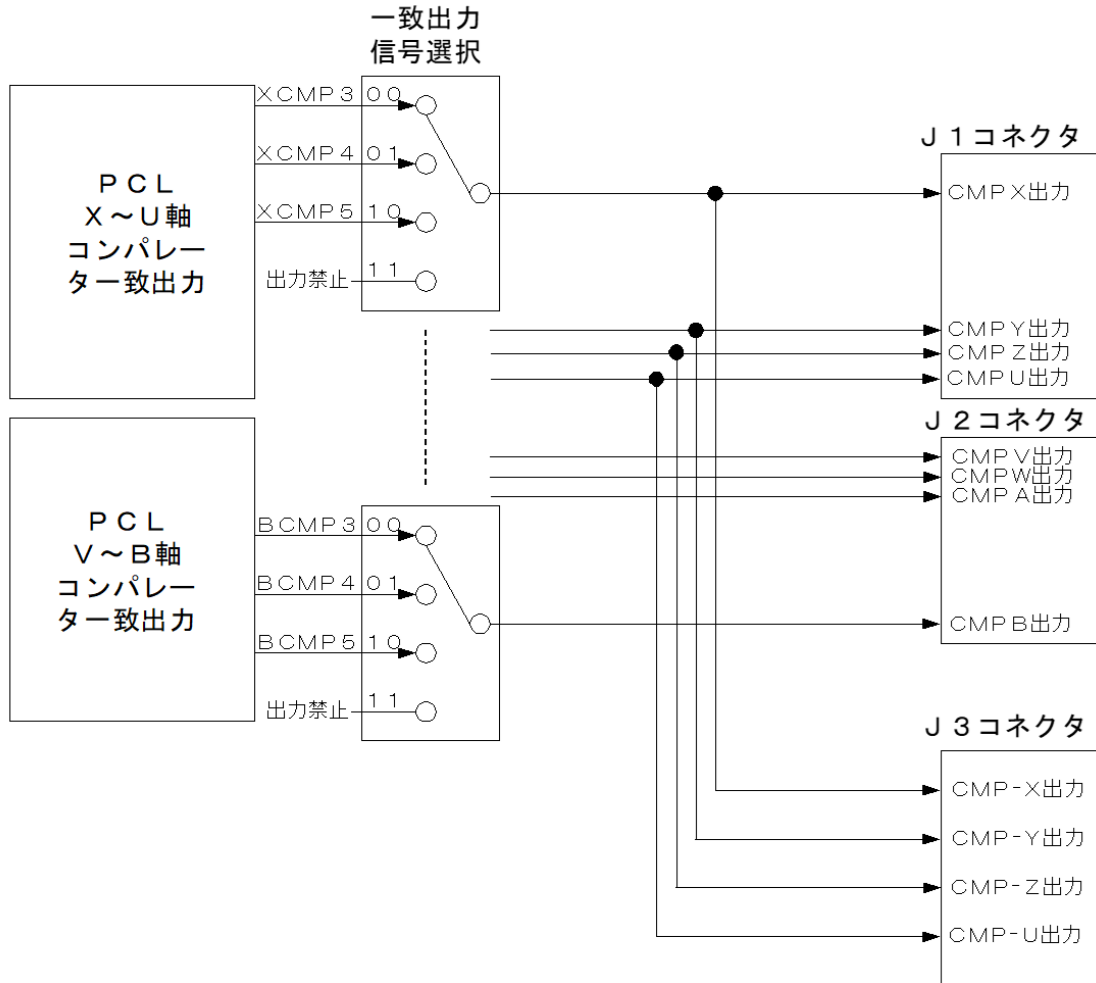 一致出力
信号選択
PCL
X～U軸
コンパレー
ター致出力
XCMP3
00
XCMP4
01
XCMP5
10
出力禁止
11
J1コネクタ
CMPX出力
CMPY出力
CMPZ出力
CMPU出力
J2コネクタ
CMPV出力
CMPW出力
CMPA出力
CMPB出力
PCL
V～B軸
コンパレー
ター致出力
BCMP3
00
BCMP4
01
BCMP5
10
出力禁止
11
J3コネクタ
CMP-X出力
CMP-Y出力
CMP-Z出力
CMP-U出力